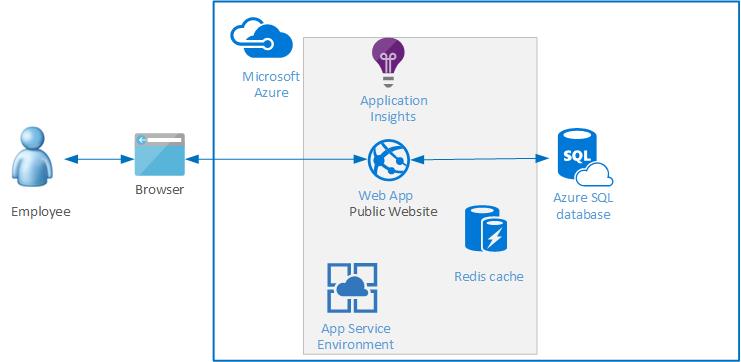 Microsoft
Azure
Application
Insights
SQL
Employee
Browser
Web App
Public Website
Azure SQL
database
Redis cache
App Service
Environment